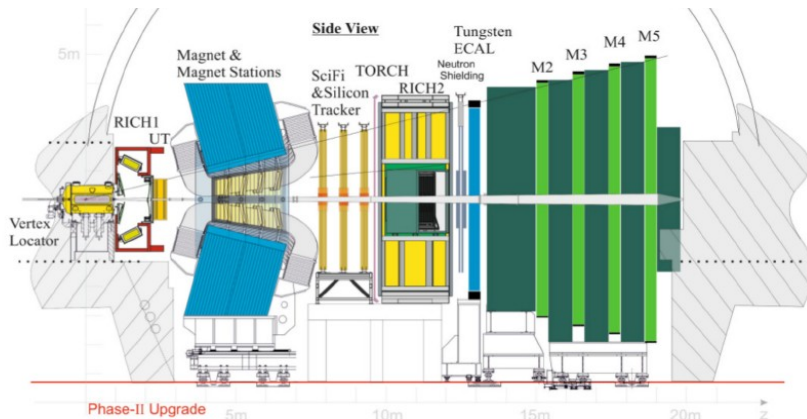 Side View
Magnet &
Magnet Stations
5m
SciFi
&Silicon
Tracker
TORCH
RICH2
Tungsten
ECAL
Neutron
Shielding
M2
M3
M4
M5
RICH1
UT
Vertex
Locator
Phase-II Upgrade
5m
10m
15m
20m
z